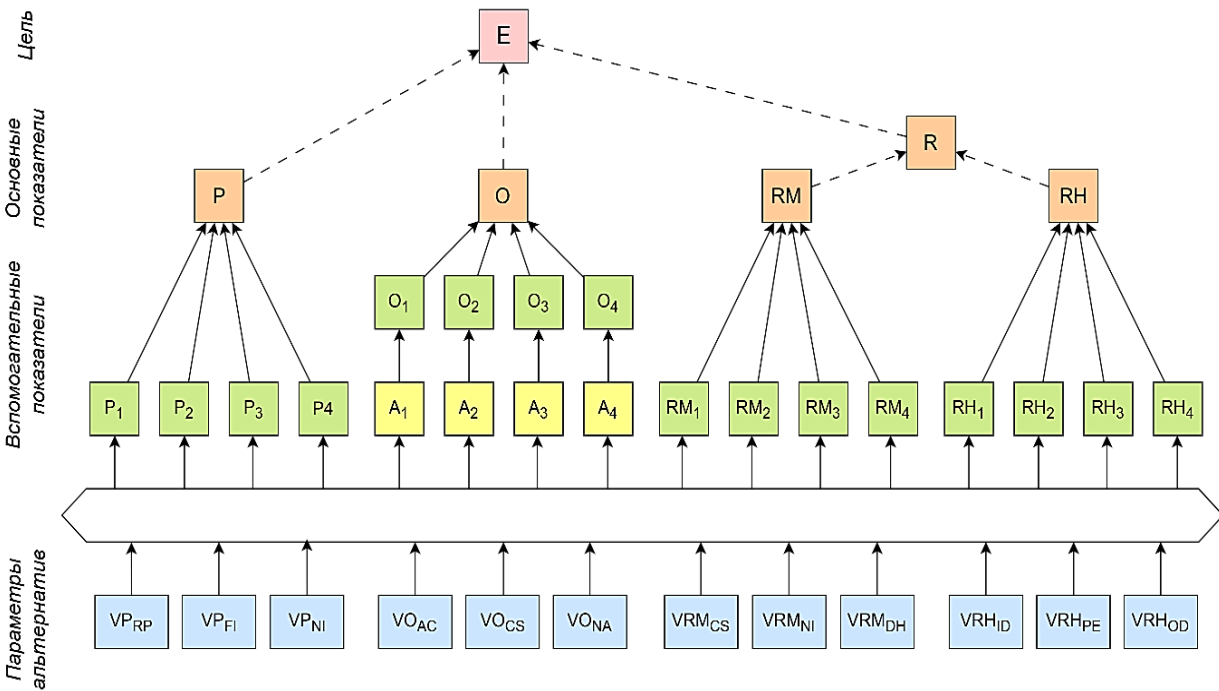 Цель
E
Основные
показатели
R
P
O
RM
RH
Вспомогательные
показатели
O1 O2 O3 O4
P1 P2 P3 P4 A1 A2 A3 A4 RM1 RM2 RM3 RM4 RH1 RH2 RH3 RH4
Параметры
альтернатив
VPRP VPFI VPNI VOAC VOCS VONA VRMCS VRMNI VRMDH VRHID VRHPE VRHOD